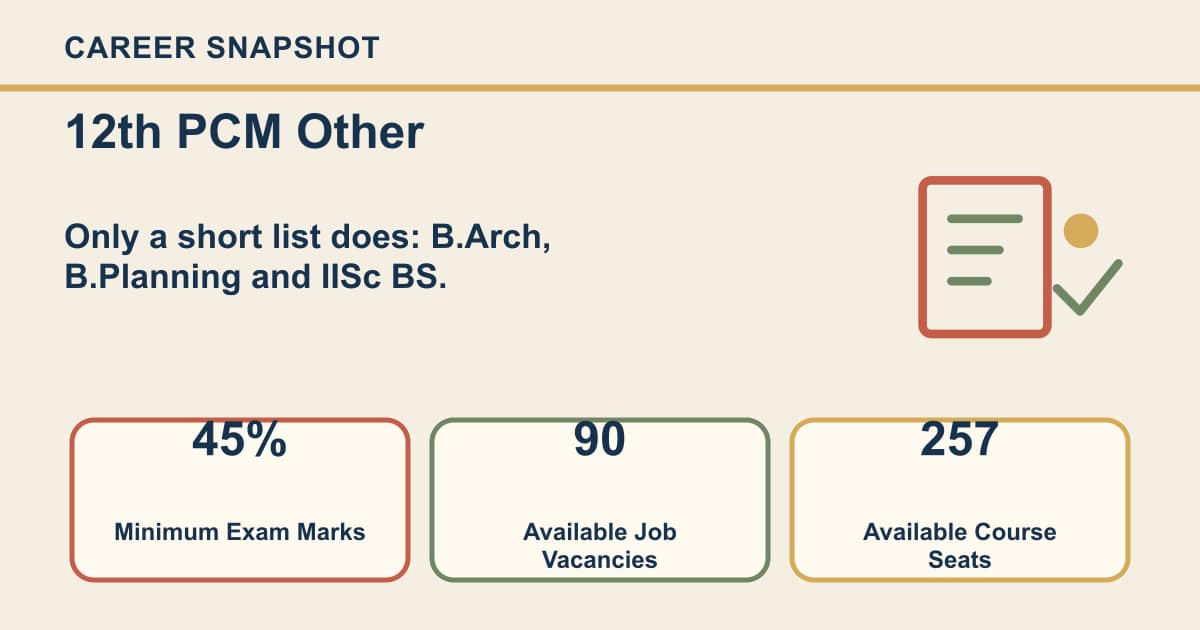 CAREER SNAPSHOT
12th PCM Other
Only a short list does: B.Arch,
B.Planning and IISc BS.
45%
Minimum Exam Marks
90
Available Job
Vacancies
257
Available Course
Seats